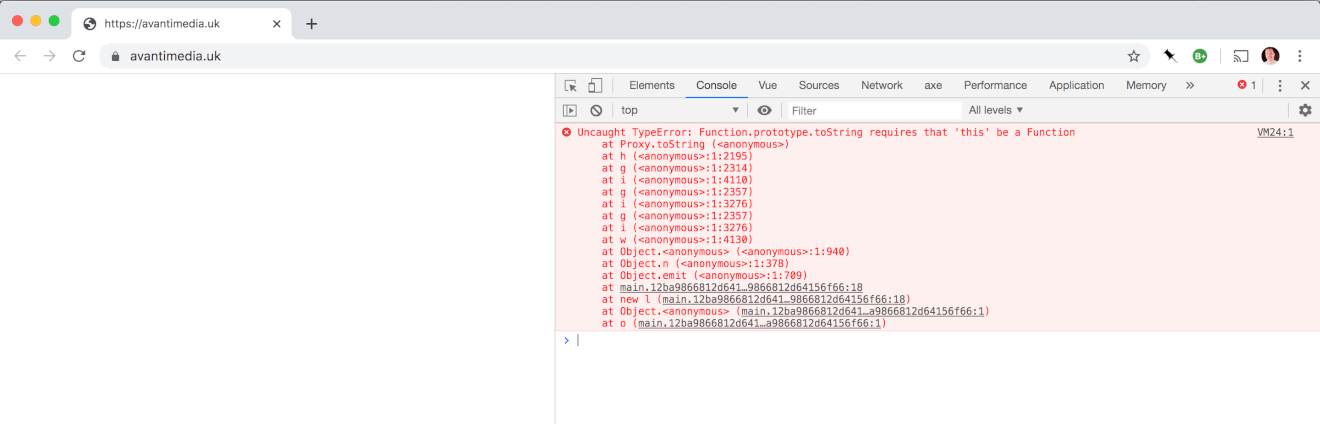 https://avantimedia.uk
avantimedia.uk
B+
Elements Console Vue Sources Network axe Performance Application Memory » 1
top Filter All levels
Uncaught TypeError: Function.prototype.toString requires that 'this' be a Function VM24:1
at Proxy.toString (<anonymous>)
at h (<anonymous>:1:2195)
at g (<anonymous>:1:2314)
at i (<anonymous>:1:4110)
at g (<anonymous>:1:2357)
at i (<anonymous>:1:3276)
at g (<anonymous>:1:2357)
at i (<anonymous>:1:3276)
at w (<anonymous>:1:4130)
at Object.<anonymous> (<anonymous>:1:940)
at Object.n (<anonymous>:1:378)
at Object.emit (<anonymous>:1:709)
at main.12ba9866812d641…9866812d64156f66:18
at new l (main.12ba9866812d641…9866812d64156f66:18)
at Object.<anonymous> (main.12ba9866812d641…a9866812d64156f66:1)
at o (main.12ba9866812d641…a9866812d64156f66:1)